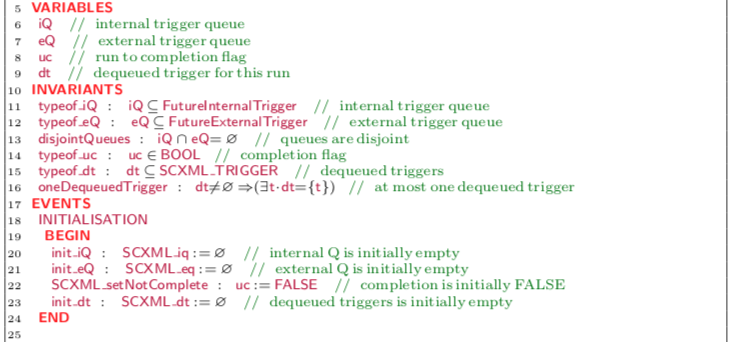 5 VARIABLES
6 iQ // internal trigger queue
7 eQ // external trigger queue
8 uc // run to completion flag
9 dt // dequeued trigger for this run
10 INVARIANTS
11 typeof_iQ : iQ ⊆ FutureInternalTrigger // internal trigger queue
12 typeof_eQ : eQ ⊆ FutureExternalTrigger // external trigger queue
13 disjointQueues : iQ ∩ eQ= ∅ // queues are disjoint
14 typeof_uc : uc ∈ BOOL // completion flag
15 typeof_dt : dt ⊆ SCXML_TRIGGER // dequeued triggers
16 oneDequeuedTrigger : dt≠∅ ⇒(∃t·dt={t}) // at most one dequeued trigger
17 EVENTS
18 INITIALISATION
19 BEGIN
20 init_iQ : SCXML_iq := ∅ // internal Q is initially empty
21 init_eQ : SCXML_eq := ∅ // external Q is initially empty
22 SCXML_setNotComplete : uc := FALSE // completion is initially FALSE
23 init_dt : SCXML_dt := ∅ // dequeued triggers is initially empty
24 END
25